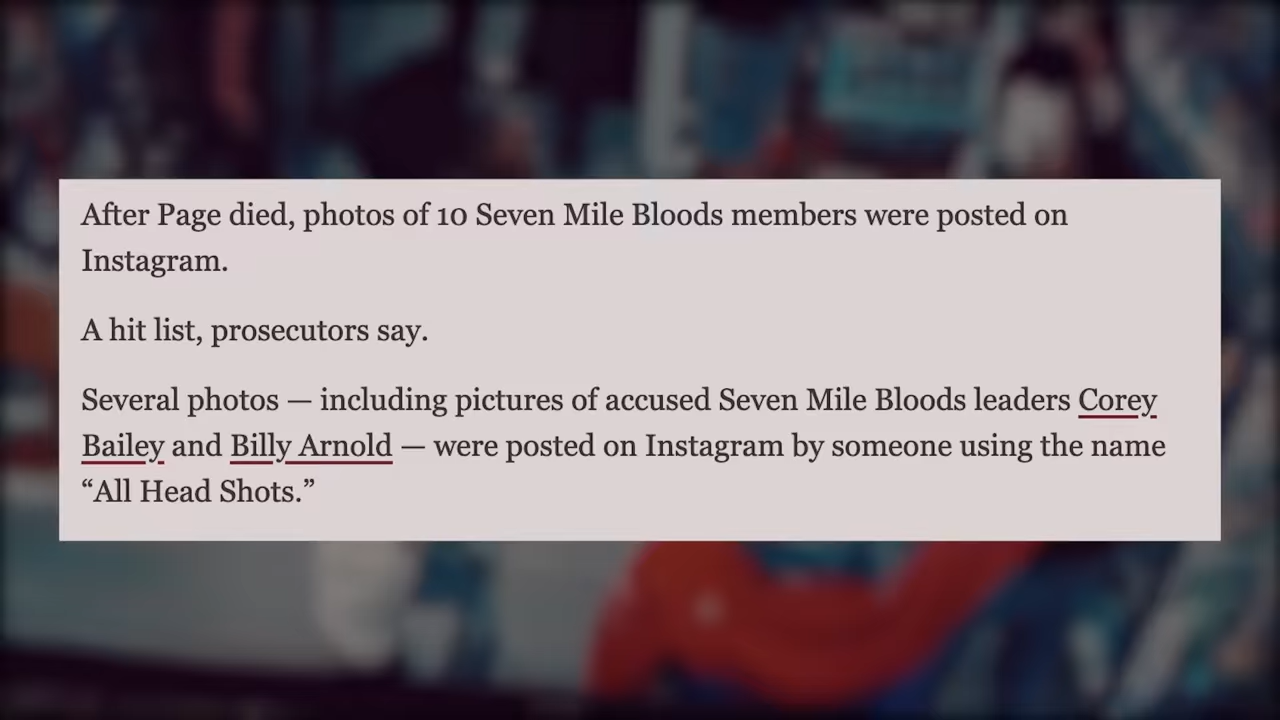 After Page died, photos of 10 Seven Mile Bloods members were posted on
Instagram.
A hit list, prosecutors say.
Several photos — including pictures of accused Seven Mile Bloods leaders Corey
Bailey and Billy Arnold — were posted on Instagram by someone using the name
“All Head Shots.”